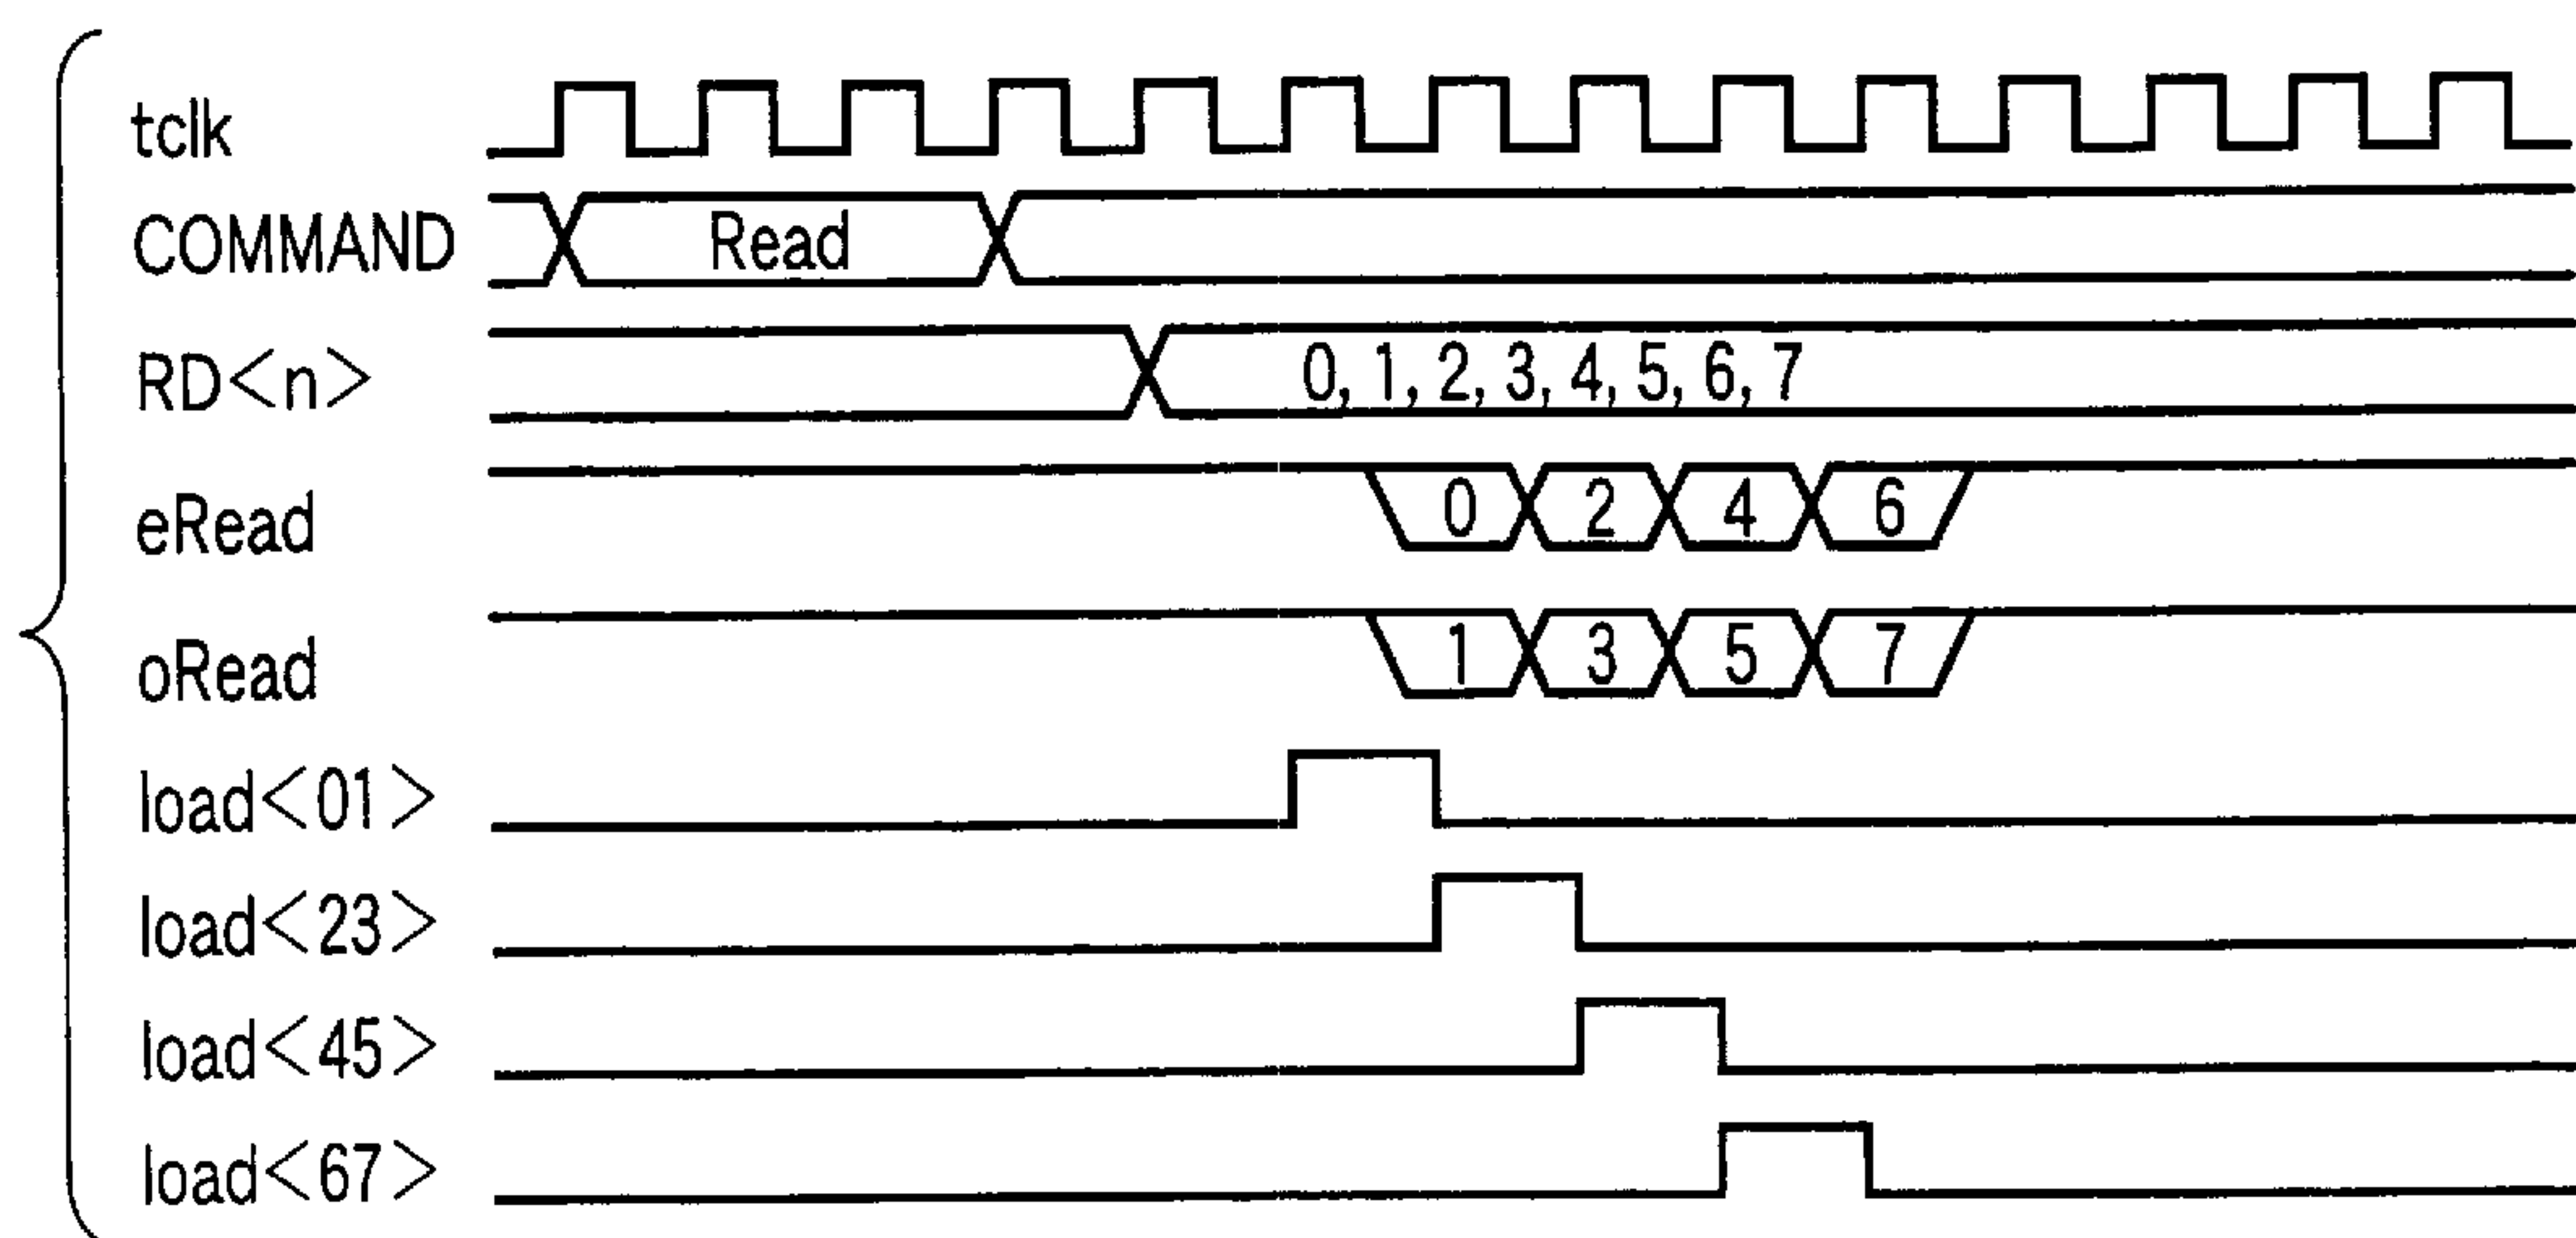 tclk
COMMAND Read
RD<n> 0, 1, 2, 3, 4, 5, 6, 7
eRead 0 2 4 6
oRead 1 3 5 7
load<01>
load<23>
load<45>
load<67>